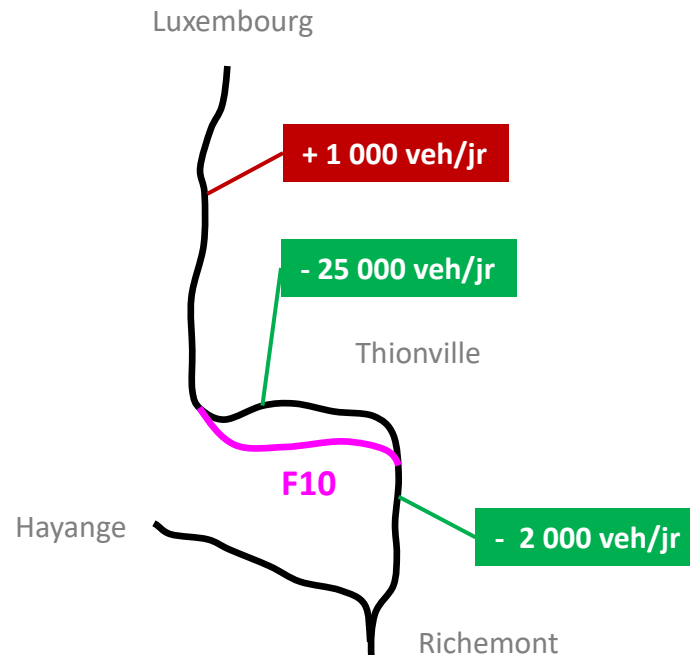 Luxembourg
+ 1 000 veh/jr
- 25 000 veh/jr
Thionville
F10
Hayange
- 2 000 veh/jr
Richemont